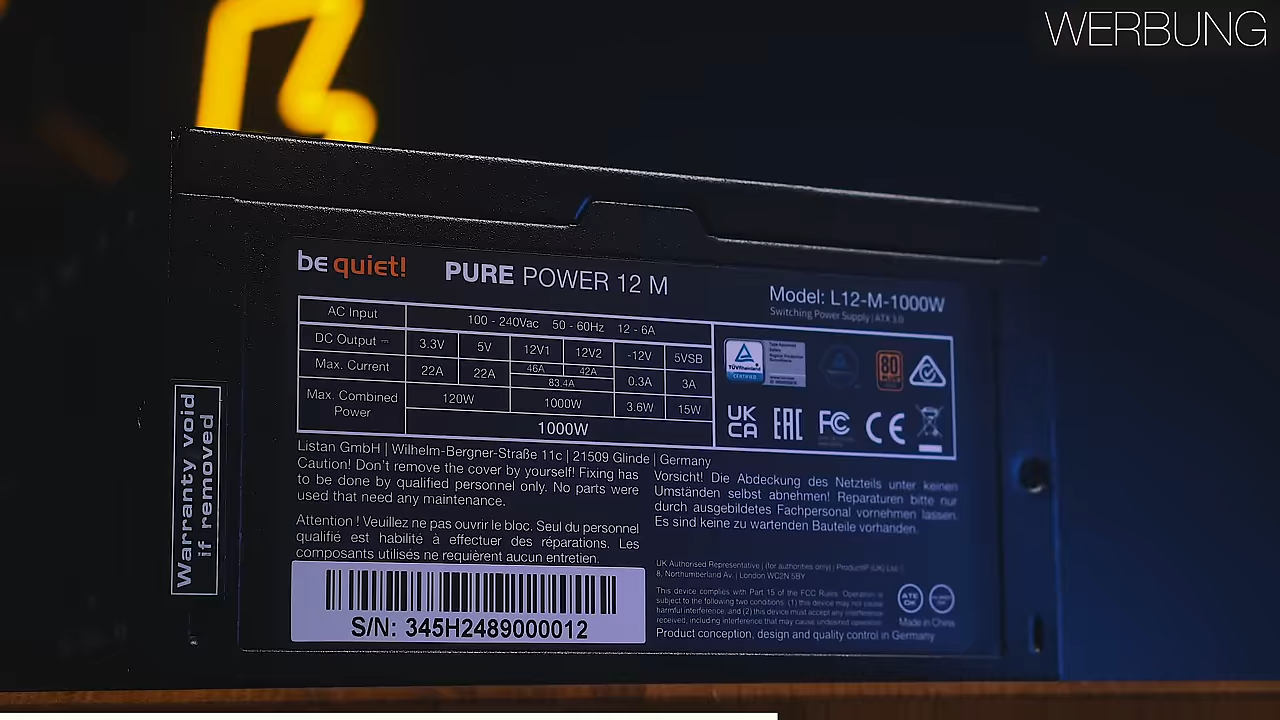 WERBUNG
be quiet! PURE POWER 12 M
Model: L12-M-1000W
Switching Power Supply | ATX 3.0
AC Input 100 - 240Vac 50 - 60Hz 12 - 6A
DC Output 3.3V 5V 12V1 12V2 -12V 5VSB
Max. Current 22A 22A 46A 42A 0.3A 3A
83.4A
Max. Combined Power 120W 1000W 3.6W 15W
1000W
TÜVRheinland
CERTIFIED
80
UK
CA
EAC
FC
CE
Listan GmbH | Wilhelm-Bergner-Straße 11c | 21509 Glinde | Germany
Caution! Don't remove the cover by yourself! Fixing has
to be done by qualified personnel only. No parts were
used that need any maintenance.
Attention ! Veuillez ne pas ouvrir le bloc. Seul du personnel
qualifié est habilité à effectuer des réparations. Les
composants utilisés ne requièrent aucun entretien.
Vorsicht! Die Abdeckung des Netzteils unter keinen
Umständen selbst abnehmen! Reparaturen bitte nur
durch ausgebildetes Fachpersonal vornehmen lassen.
Es sind keine zu wartenden Bauteile vorhanden.
UK Authorised Representative | (for authorities only) | ProductIP (UK) Ltd. |
8, Northumberland Av. | London WC2N 5BY
This device complies with Part 15 of the FCC Rules. Operation is
subject to the following two conditions: (1) this device may not cause
harmful interference, and (2) this device must accept any interference
received, including interference that may cause undesired operation.
ATE
OK
Made in China
Product conception, design and quality control in Germany
S/N: 345H2489000012
Warranty void
if removed